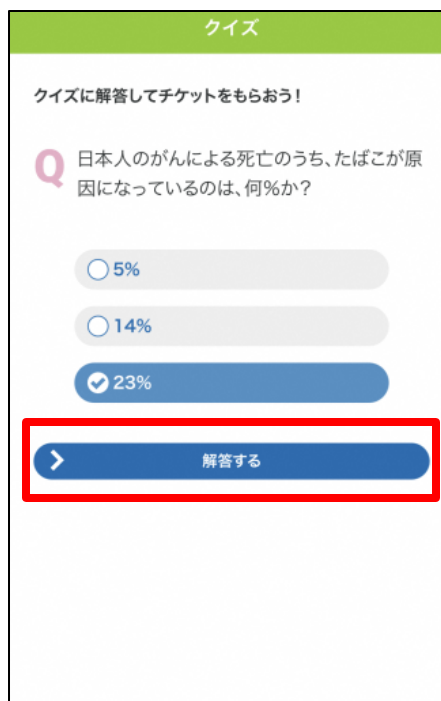 クイズ
クイズに解答してチケットをもらおう！
Q
日本人のがんによる死亡のうち、たばこが原
因になっているのは、何%か？
5%
14%
23%
解答する